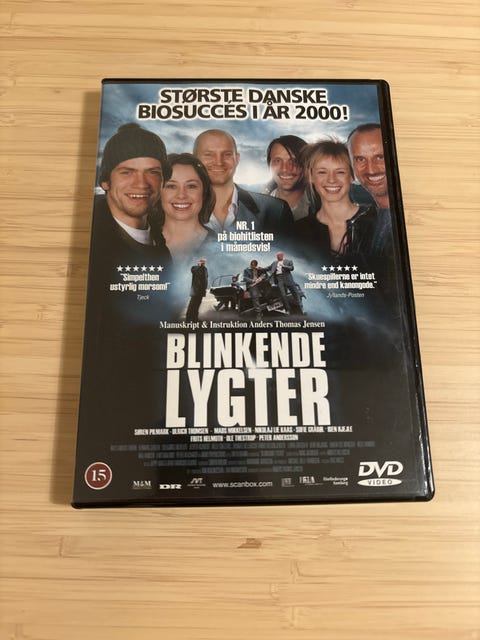 STØRSTE DANSKE
BIOSUCCES I ÅR 2000!
NR. 1
på biohitlisten
i månedsvis!
★★★★★★
"Simpelthen
ustyrlig morsom!"
Tjeck
★★★★★
"Skuespillerne er intet
mindre end kanongode."
Jyllands-Posten
Manuskript & Instruktion Anders Thomas Jensen
BLINKENDE
LYGTER
SØREN PILMARK · ULRICH THOMSEN · MADS MIKKELSEN · NIKOLAJ LIE KAAS · SOFIE GRÅBØL · IBEN HJEJLE
FRITS HELMUTH · OLE THESTRUP · PETER ANDERSSON
15
M&M
DR
www.scanbox.com
DVD
VIDEO